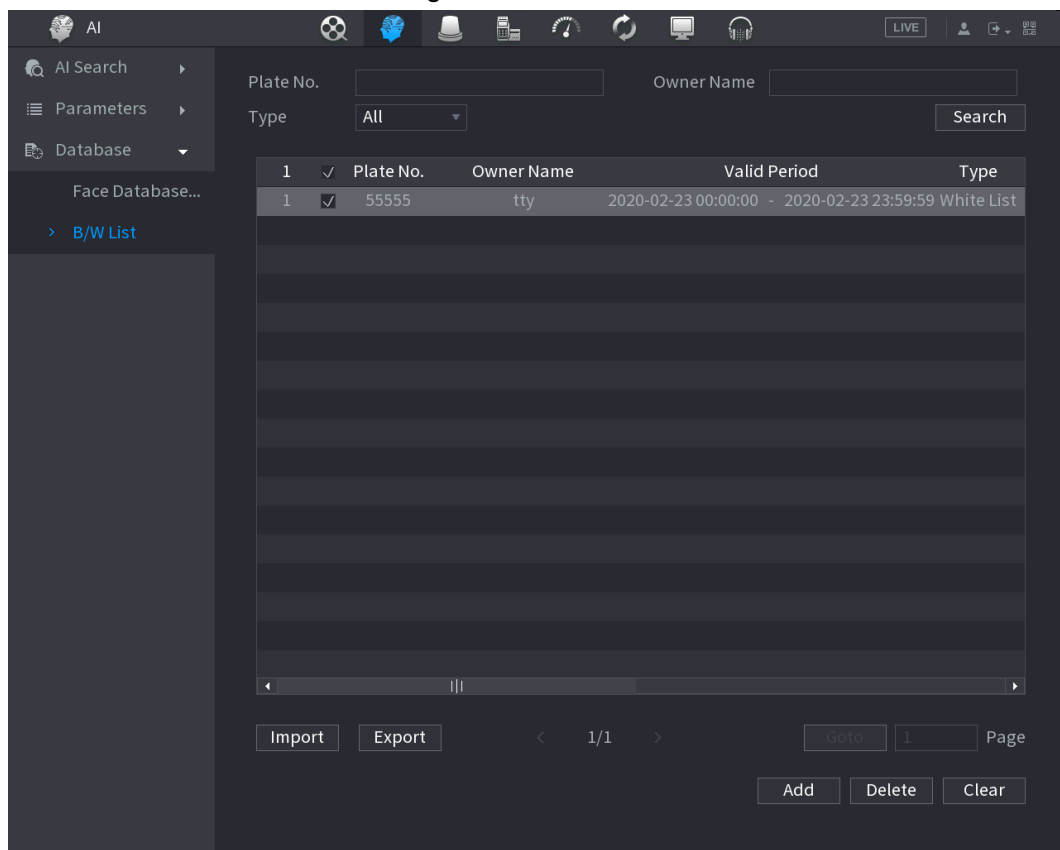 AI
LIVE
AI Search
Parameters
Database
Face Database...
B/W List
Plate No.
Owner Name
Type
All
Search
1 Plate No. Owner Name Valid Period Type
1 55555 tty 2020-02-23 00:00:00 - 2020-02-23 23:59:59 White List
Import
Export
1/1
Goto
1
Page
Add
Delete
Clear